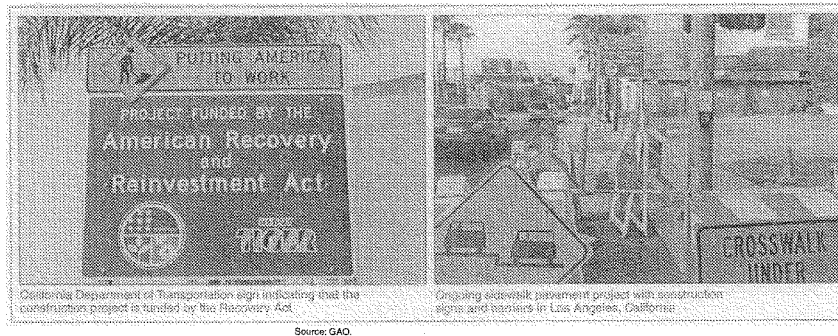 PUTTING AMERICA
TO WORK
PROJECT FUNDED BY THE
American Recovery
and
Reinvestment Act
CROSSWALK
UNDER
California Department of Transportation sign indicating that the
construction project is funded by the Recovery Act.
Ongoing sidewalk pavement project with construction
signs and barriers in Los Angeles, California
Source: GAO.